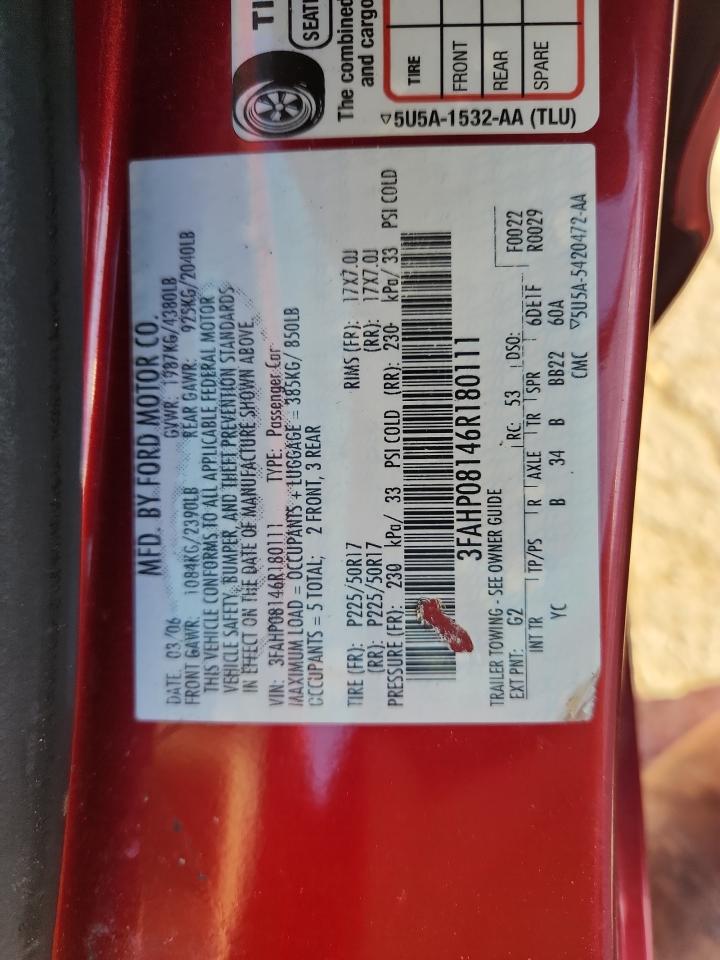 MFD. BY FORD MOTOR CO.
DATE: 03/06 GVWR: 1987KG/4380LB
FRONT GAWR: 1084KG/2390LB REAR GAWR: 925KG/2040LB
THIS VEHICLE CONFORMS TO ALL APPLICABLE FEDERAL MOTOR
VEHICLE SAFETY, BUMPER, AND THEFT PREVENTION STANDARDS
IN EFFECT ON THE DATE OF MANUFACTURE SHOWN ABOVE
VIN: 3FAHP08146R180111 TYPE: Passenger Car
MAXIMUM LOAD = OCCUPANTS + LUGGAGE = 385KG/ 850LB
OCCUPANTS = 5 TOTAL; 2 FRONT, 3 REAR
TIRE (FR): P225/50R17 RIMS (FR): 17X7.0J
(RR): P225/50R17 (RR): 17X7.0J
PRESSURE (FR): 230 kPa/ 33 PSI COLD (RR): 230 kPa/ 33 PSI COLD
3FAHP08146R180111
TRAILER TOWING - SEE OWNER GUIDE
EXT PNT: G2 RC: 53 DSO: F0022
R0029
INT TR TP/PS R AXLE TR SPR 6DE1F
YC B 34 B BB22 60A
CMC ▽5U5A-5420472-AA
TI
SEATI
The combined
and cargo
TIRE
FRONT
REAR
SPARE
▽5U5A-1532-AA (TLU)